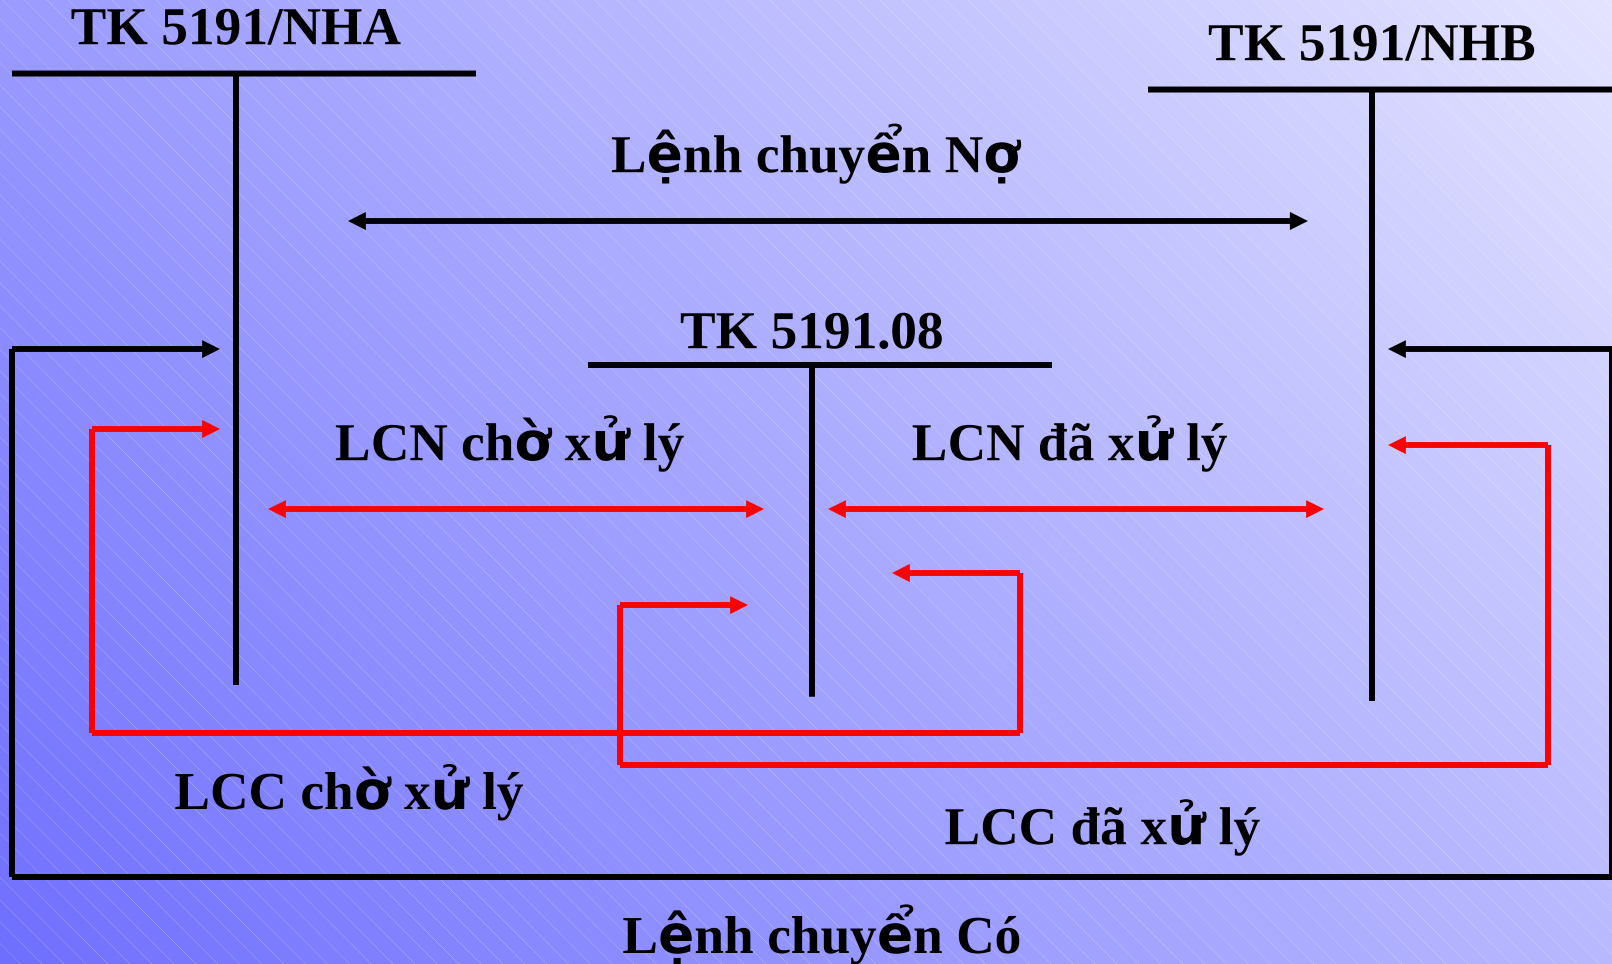 TK 5191/NHA
TK 5191/NHB
Lệnh chuyển Nợ
TK 5191.08
LCN chờ xử lý
LCN đã xử lý
LCC chờ xử lý
LCC đã xử lý
Lệnh chuyển Có